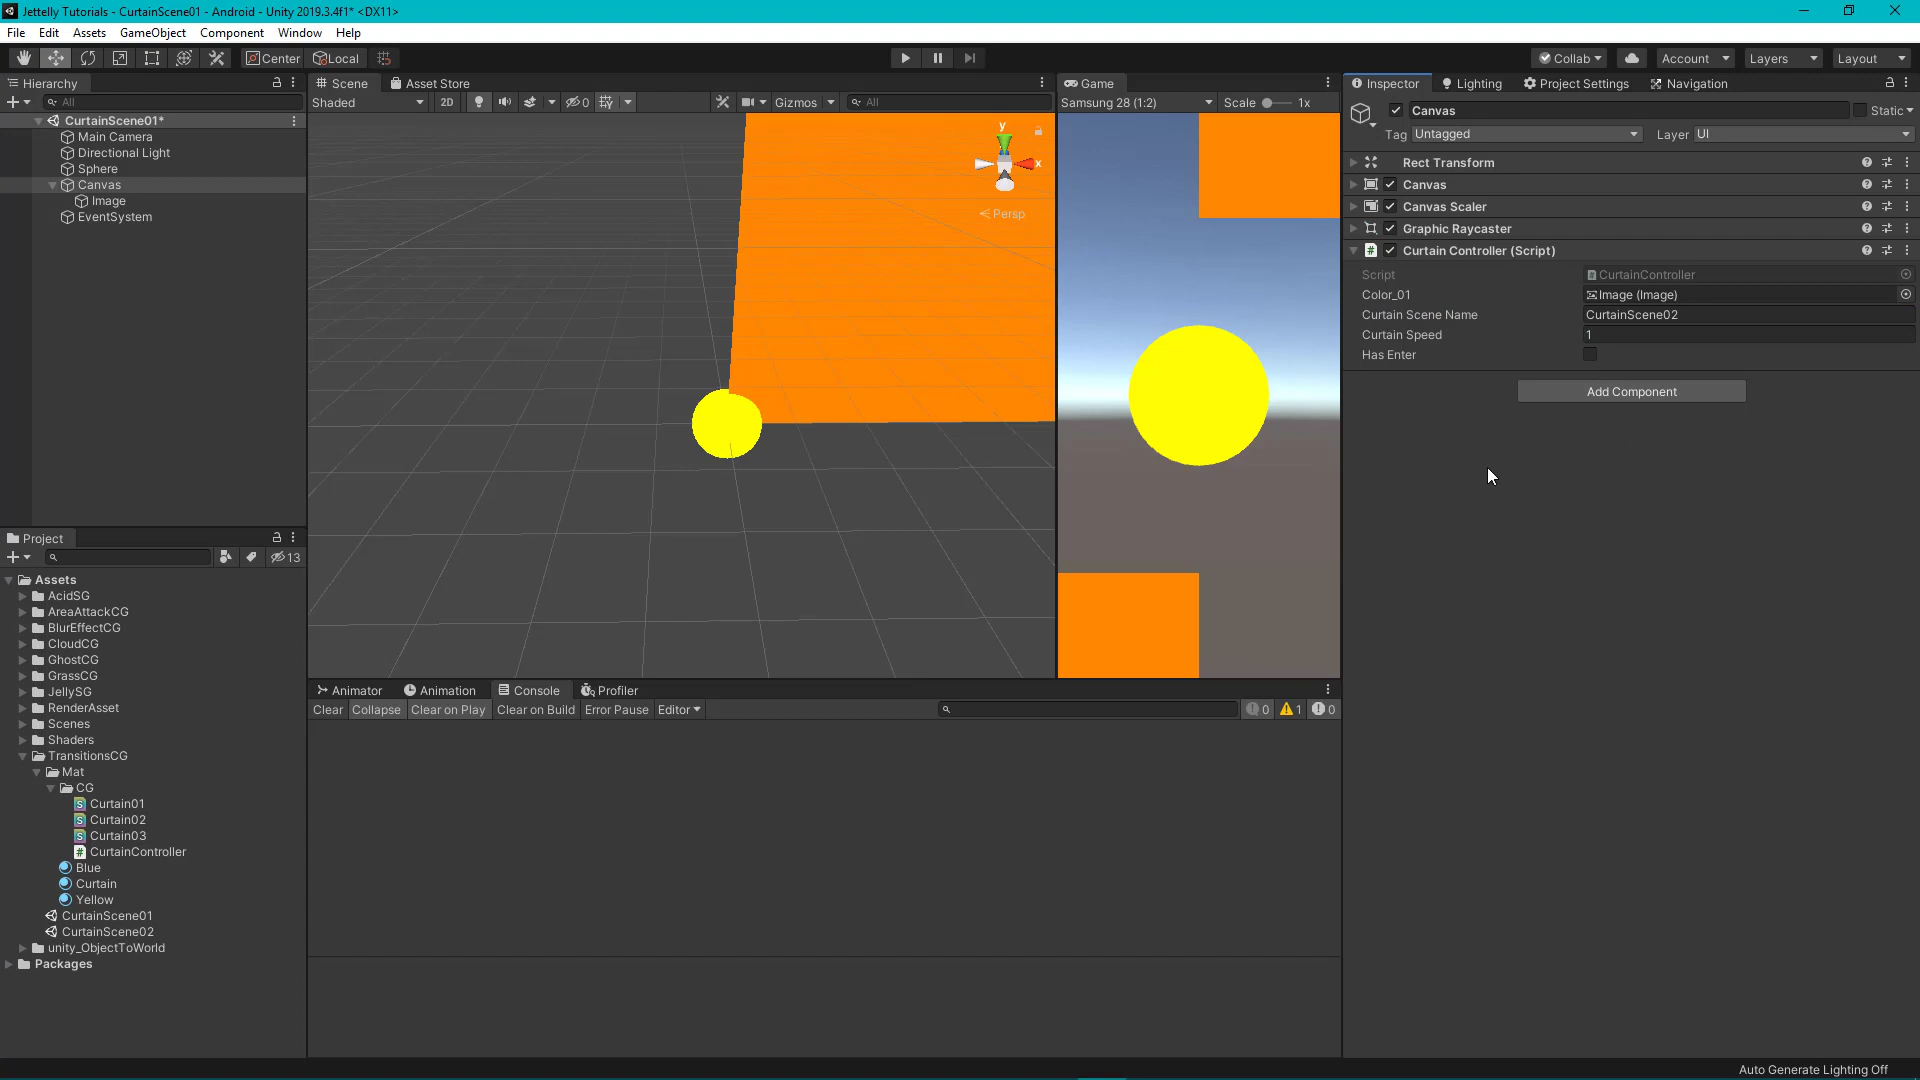 Jettelly Tutorials - CurtainScene01 - Android - Unity 2019.3.4f1* <DX11>
File Edit Assets GameObject Component Window Help
Center Local Collab Account Layers Layout
Hierarchy
All
CurtainScene01*
Main Camera
Directional Light
Sphere
Canvas
Image
EventSystem
Scene Asset Store
Shaded 2D 0 Gizmos All
y
x
Persp
Game
Samsung 28 (1:2) Scale 1x
Inspector Lighting Project Settings Navigation
Canvas Static
Tag Untagged Layer UI
Rect Transform
Canvas
Canvas Scaler
Graphic Raycaster
# Curtain Controller (Script)
Script CurtainController
Color_01 Image (Image)
Curtain Scene Name CurtainScene02
Curtain Speed 1
Has Enter
Add Component
Project
13
Assets
AcidSG
AreaAttackCG
BlurEffectCG
CloudCG
GhostCG
GrassCG
JellySG
RenderAsset
Scenes
Shaders
TransitionsCG
Mat
CG
Curtain01
Curtain02
Curtain03
# CurtainController
Blue
Curtain
Yellow
CurtainScene01
CurtainScene02
unity_ObjectToWorld
Packages
Animator Animation Console Profiler
Clear Collapse Clear on Play Clear on Build Error Pause Editor 0 1 0
Auto Generate Lighting Off